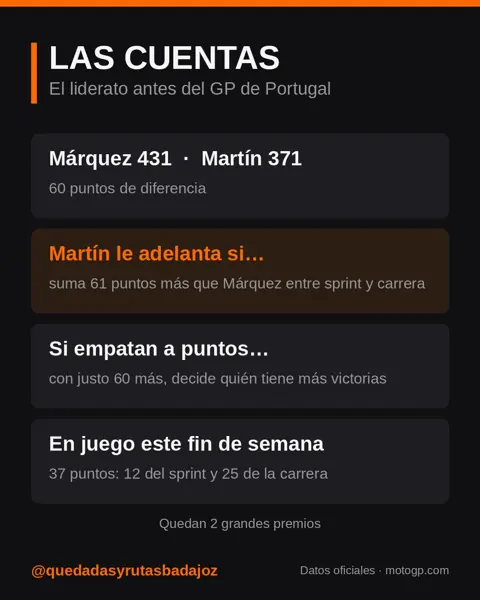 LAS CUENTAS
El liderato antes del GP de Portugal
Márquez 431 · Martín 371
60 puntos de diferencia
Martín le adelanta si…
suma 61 puntos más que Márquez entre sprint y carrera
Si empatan a puntos…
con justo 60 más, decide quién tiene más victorias
En juego este fin de semana
37 puntos: 12 del sprint y 25 de la carrera
Quedan 2 grandes premios
@quedadasyrutasbadajoz
Datos oficiales · motogp.com